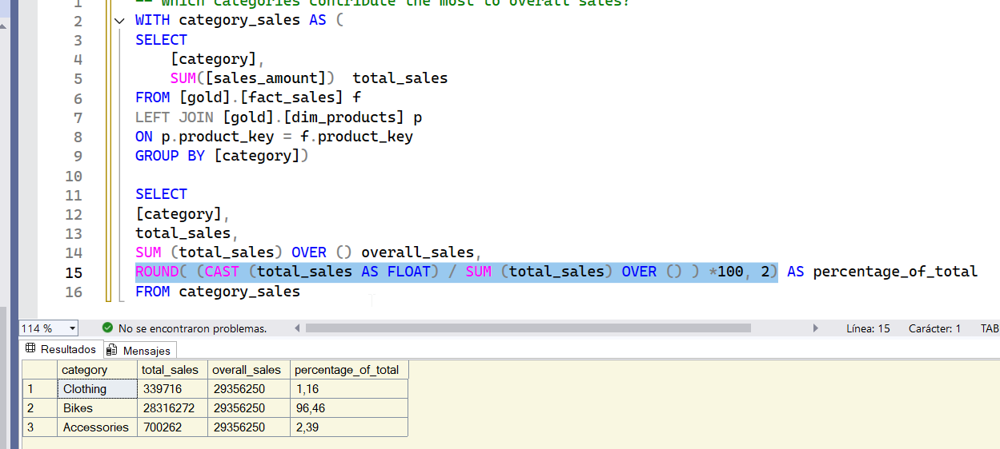 1 -- Which categories contribute the most to overall sales?
2 WITH category_sales AS (
3 SELECT
4 [category],
5 SUM([sales_amount]) total_sales
6 FROM [gold].[fact_sales] f
7 LEFT JOIN [gold].[dim_products] p
8 ON p.product_key = f.product_key
9 GROUP BY [category])
10
11 SELECT
12 [category],
13 total_sales,
14 SUM (total_sales) OVER () overall_sales,
15 ROUND( (CAST (total_sales AS FLOAT) / SUM (total_sales) OVER () ) *100, 2) AS percentage_of_total
16 FROM category_sales
114 % No se encontraron problemas. Línea: 15 Carácter: 1 TAB
Resultados Mensajes
category total_sales overall_sales percentage_of_total
1 Clothing 339716 29356250 1,16
2 Bikes 28316272 29356250 96,46
3 Accessories 700262 29356250 2,39